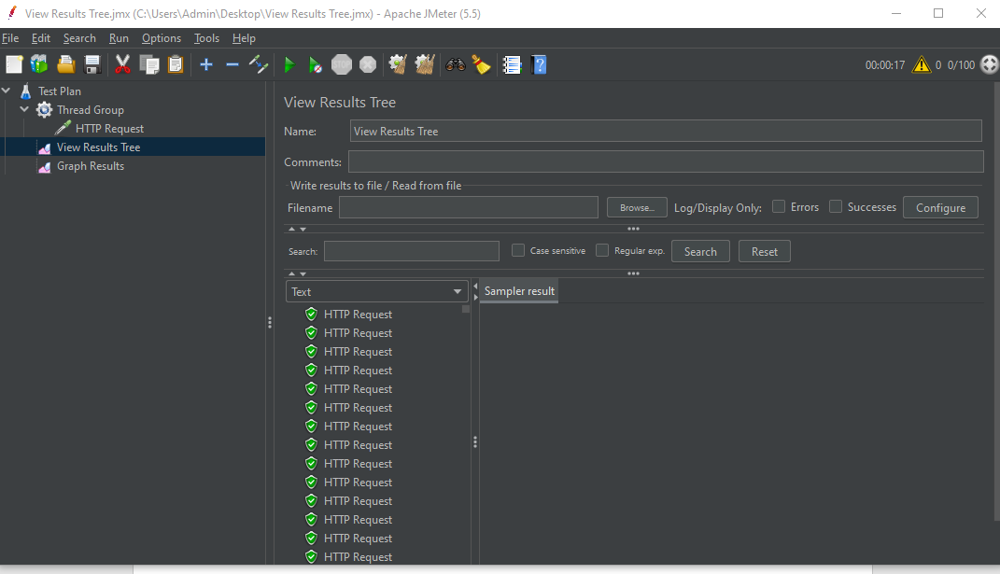 View Results Tree.jmx (C:\Users\Admin\Desktop\View Results Tree.jmx) - Apache JMeter (5.5)
File Edit Search Run Options Tools Help
00:00:17 0 0/100
Test Plan
Thread Group
HTTP Request
View Results Tree
Graph Results
View Results Tree
Name: View Results Tree
Comments:
Write results to file / Read from file
Filename Browse... Log/Display Only: Errors Successes Configure
Search: Case sensitive Regular exp. Search Reset
Text
Sampler result
HTTP Request
HTTP Request
HTTP Request
HTTP Request
HTTP Request
HTTP Request
HTTP Request
HTTP Request
HTTP Request
HTTP Request
HTTP Request
HTTP Request
HTTP Request
HTTP Request